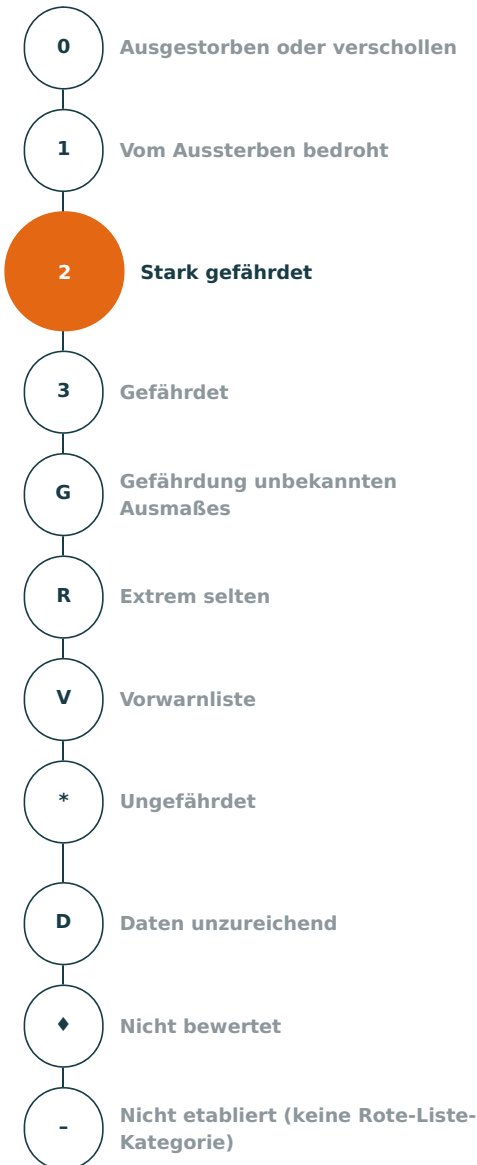 0 Ausgestorben oder verschollen
1 Vom Aussterben bedroht
2 Stark gefährdet
3 Gefährdet
G Gefährdung unbekannten
Ausmaßes
R Extrem selten
V Vorwarnliste
* Ungefährdet
D Daten unzureichend
♦ Nicht bewertet
– Nicht etabliert (keine Rote-Liste-
Kategorie)